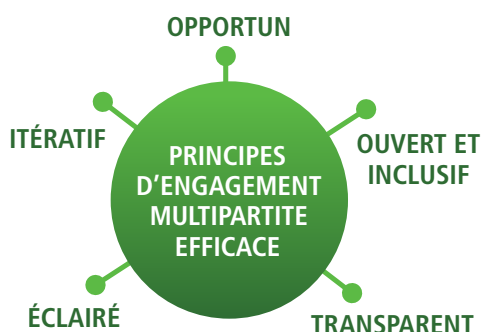 OPPORTUN
ITÉRATIF
OUVERT ET
INCLUSIF
PRINCIPES
D'ENGAGEMENT
MULTIPARTITE
EFFICACE
ÉCLAIRÉ
TRANSPARENT